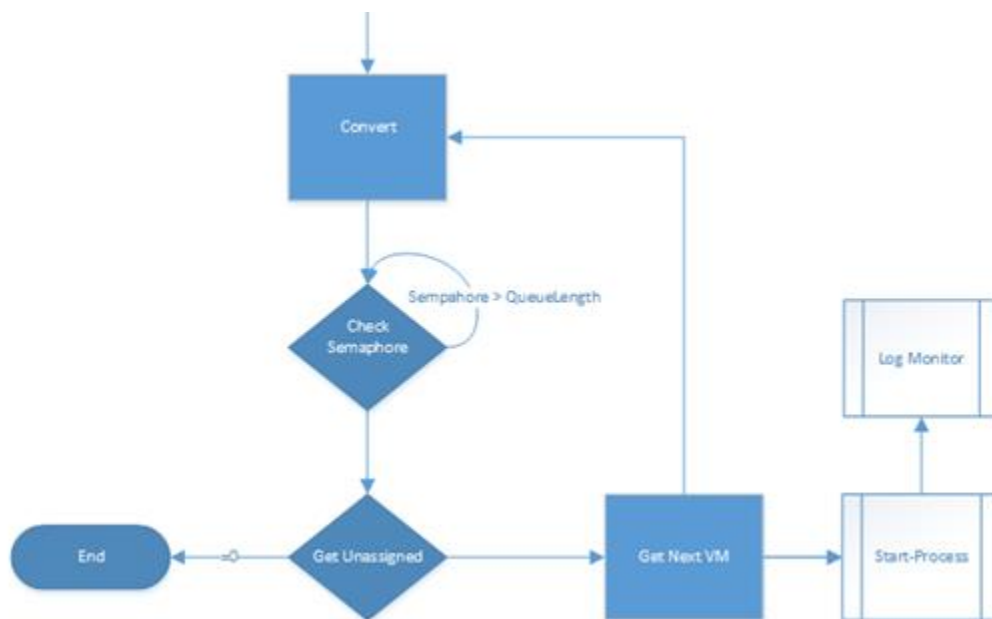 Convert
Sempahore > QueueLength
Check
Semaphore
Log Monitor
End
=0
Get Unassigned
Get Next VM
Start-Process